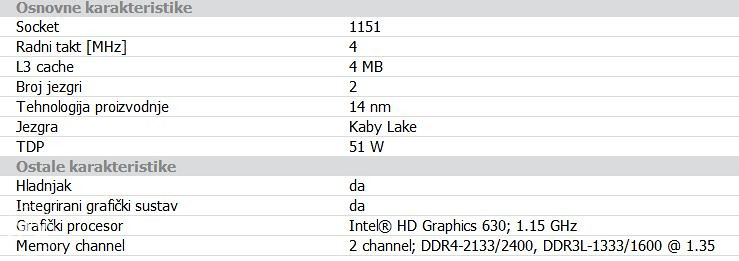 Osnovne karakteristike
Socket 1151
Radni takt [MHz] 4
L3 cache 4 MB
Broj jezgri 2
Tehnologija proizvodnje 14 nm
Jezgra Kaby Lake
TDP 51 W
Ostale karakteristike
Hladnjak da
Integrirani grafički sustav da
Grafički procesor Intel® HD Graphics 630; 1.15 GHz
Memory channel 2 channel; DDR4-2133/2400, DDR3L-1333/1600 @ 1.35